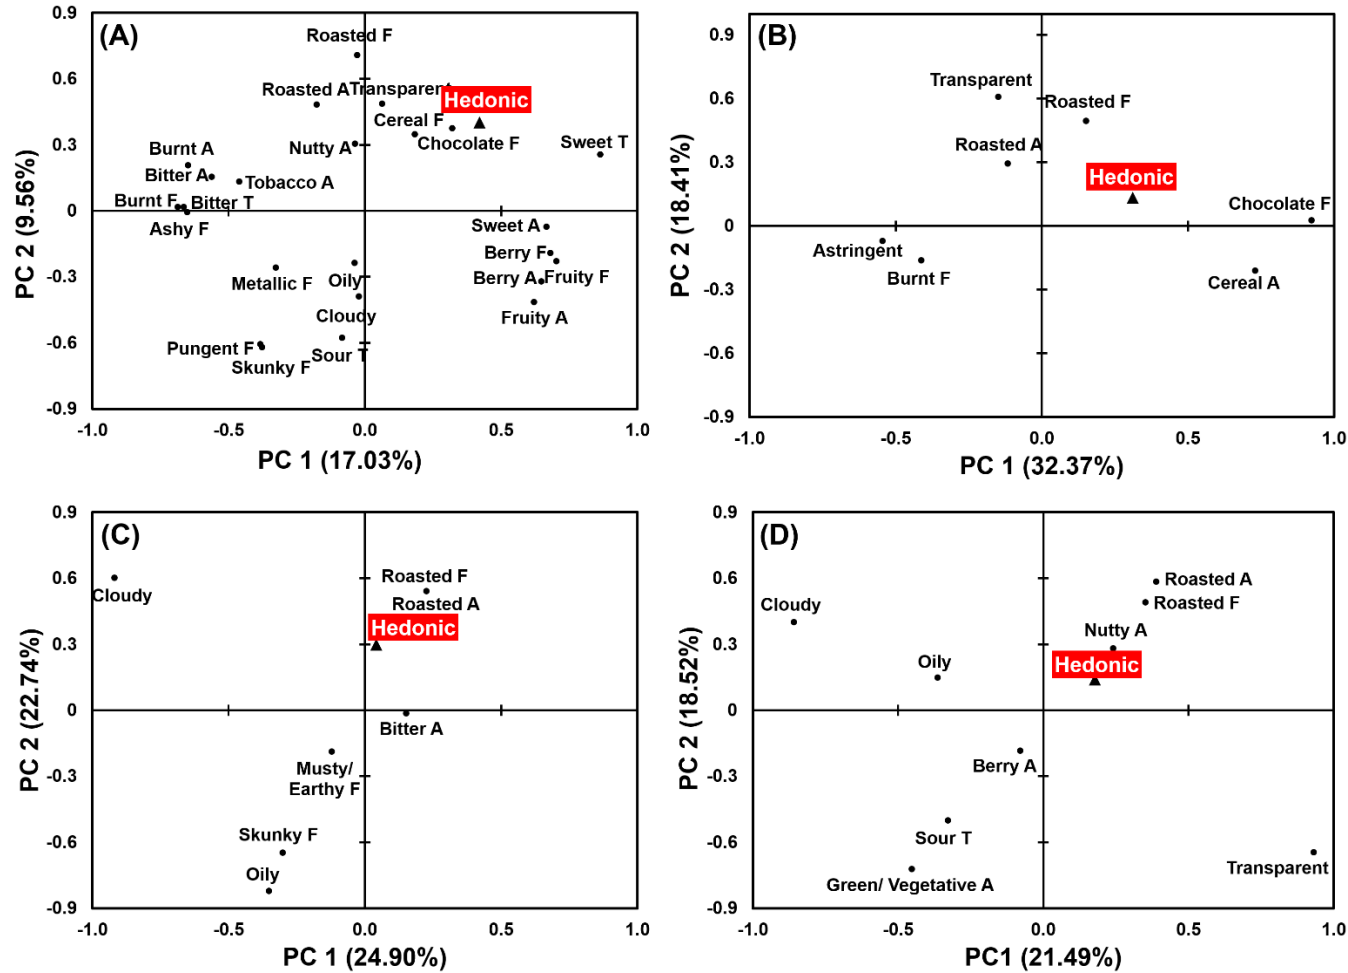 (A)
0.9
0.6
0.3
0
-0.3
-0.6
-0.9
PC 2 (9.56%)
Roasted F
Roasted A
Transparent
Hedonic
Cereal F
Chocolate F
Nutty A
Sweet T
Burnt A
Bitter A
Tobacco A
Burnt F
Bitter T
Ashy F
Sweet A
Berry F
Metallic F
Oily
Berry A
Fruity F
Cloudy
Fruity A
Pungent F
Sour T
Skunky F
-1.0
-0.5
0.0
0.5
1.0
PC 1 (17.03%)
(B)
0.9
0.6
0.3
0
-0.3
-0.6
-0.9
PC 2 (18.41%)
Transparent
Roasted F
Roasted A
Hedonic
Chocolate F
Astringent
Burnt F
Cereal A
-1.0
-0.5
0.0
0.5
1.0
PC 1 (32.37%)
(C)
0.9
0.6
0.3
0
-0.3
-0.6
-0.9
PC 2 (22.74%)
Cloudy
Roasted F
Roasted A
Hedonic
Bitter A
Musty/
Earthy F
Skunky F
Oily
-1.0
-0.5
0.0
0.5
1.0
PC 1 (24.90%)
(D)
0.9
0.6
0.3
0
-0.3
-0.6
-0.9
PC 2 (18.52%)
Roasted A
Cloudy
Roasted F
Nutty A
Oily
Hedonic
Berry A
Sour T
Transparent
Green/ Vegetative A
-1.0
-0.5
0.0
0.5
1.0
PC1 (21.49%)